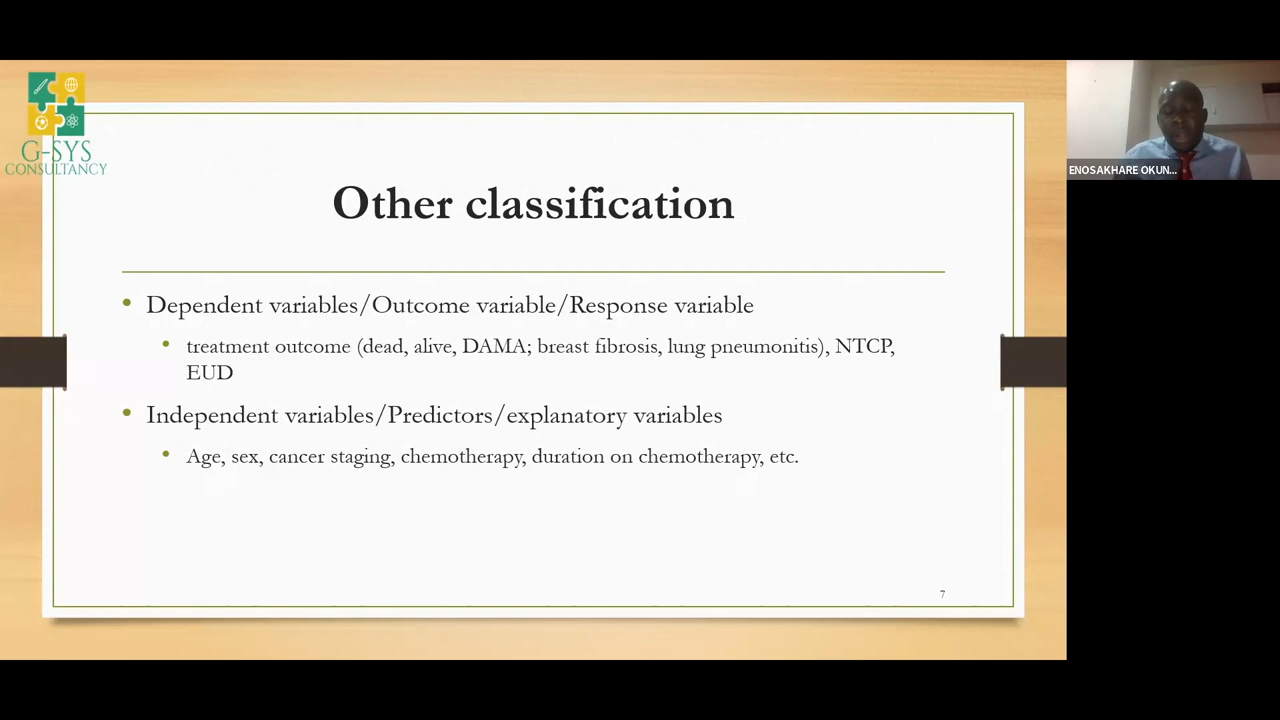 G-SYS
CONSULTANCY
Other classification
• Dependent variables/Outcome variable/Response variable
• treatment outcome (dead, alive, DAMA; breast fibrosis, lung pneumonitis), NTCP,
EUD
• Independent variables/Predictors/explanatory variables
• Age, sex, cancer staging, chemotherapy, duration on chemotherapy, etc.
7
ENOSAKHARE OKUN...